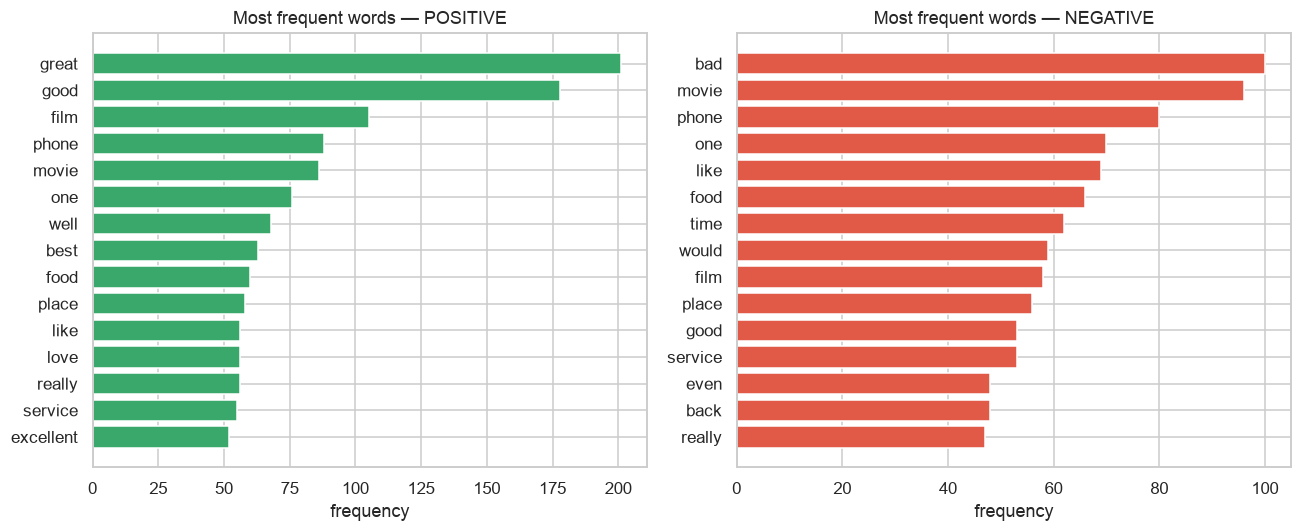 Most frequent words — POSITIVE
great
good
film
phone
movie
one
well
best
food
place
like
love
really
service
excellent
0 25 50 75 100 125 150 175 200
frequency
Most frequent words — NEGATIVE
bad
movie
phone
one
like
food
time
would
film
place
good
service
even
back
really
0 20 40 60 80 100
frequency